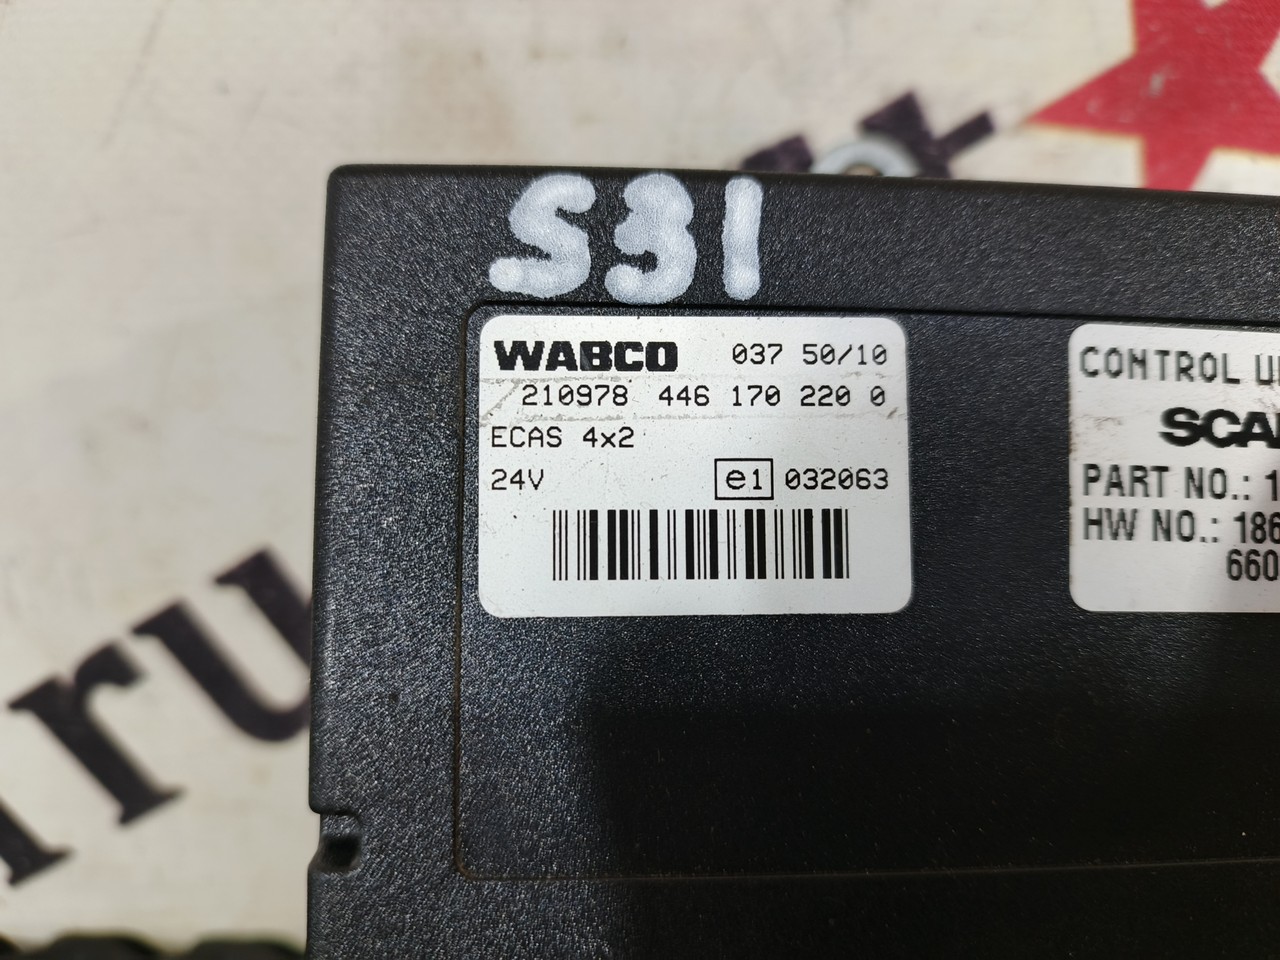 S31
WABCO 037 50/10
210978 446 170 220 0
ECAS 4x2
24V e1 032063
CONTROL U
SCA
PART NO.: 1
HW NO.: 186
660
ru